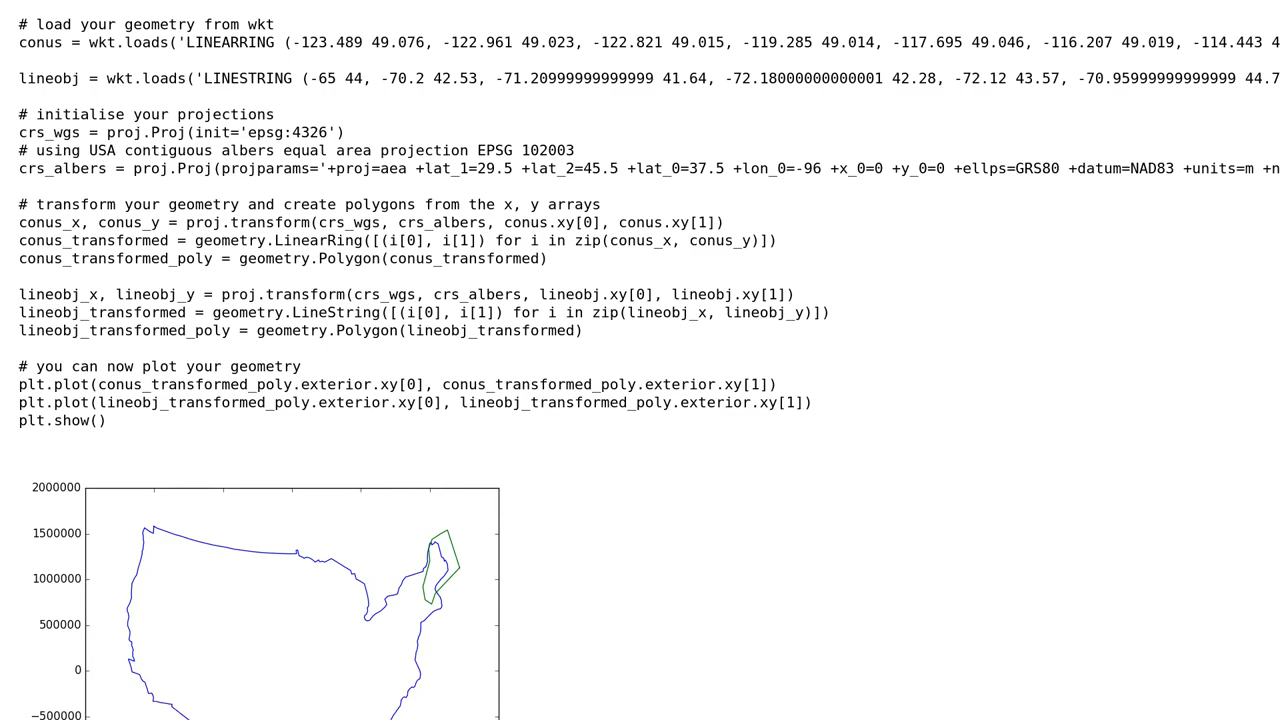 # load your geometry from wkt
conus = wkt.loads('LINEARRING (-123.489 49.076, -122.961 49.023, -122.821 49.015, -119.285 49.014, -117.695 49.046, -116.207 49.019, -114.443 4
lineobj = wkt.loads('LINESTRING (-65 44, -70.2 42.53, -71.20999999999999 41.64, -72.18000000000001 42.28, -72.12 43.57, -70.95999999999999 44.7
# initialise your projections
crs_wgs = proj.Proj(init='epsg:4326')
# using USA contiguous albers equal area projection EPSG 102003
crs_albers = proj.Proj(projparams='+proj=aea +lat_1=29.5 +lat_2=45.5 +lat_0=37.5 +lon_0=-96 +x_0=0 +y_0=0 +ellps=GRS80 +datum=NAD83 +units=m +n
# transform your geometry and create polygons from the x, y arrays
conus_x, conus_y = proj.transform(crs_wgs, crs_albers, conus.xy[0], conus.xy[1])
conus_transformed = geometry.LinearRing([(i[0], i[1]) for i in zip(conus_x, conus_y)])
conus_transformed_poly = geometry.Polygon(conus_transformed)
lineobj_x, lineobj_y = proj.transform(crs_wgs, crs_albers, lineobj.xy[0], lineobj.xy[1])
lineobj_transformed = geometry.LineString([(i[0], i[1]) for i in zip(lineobj_x, lineobj_y)])
lineobj_transformed_poly = geometry.Polygon(lineobj_transformed)
# you can now plot your geometry
plt.plot(conus_transformed_poly.exterior.xy[0], conus_transformed_poly.exterior.xy[1])
plt.plot(lineobj_transformed_poly.exterior.xy[0], lineobj_transformed_poly.exterior.xy[1])
plt.show()
2000000
1500000
1000000
500000
0
−500000